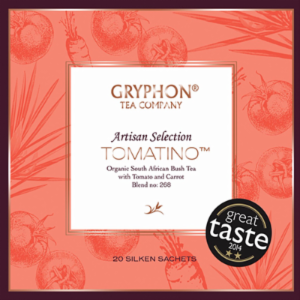 GRYPHON®
TEA COMPANY
Artisan Selection
TOMATINO™
Organic South African Bush Tea
with Tomato and Carrot
Blend no: 268
great
taste
2014
20 SILKEN SACHETS